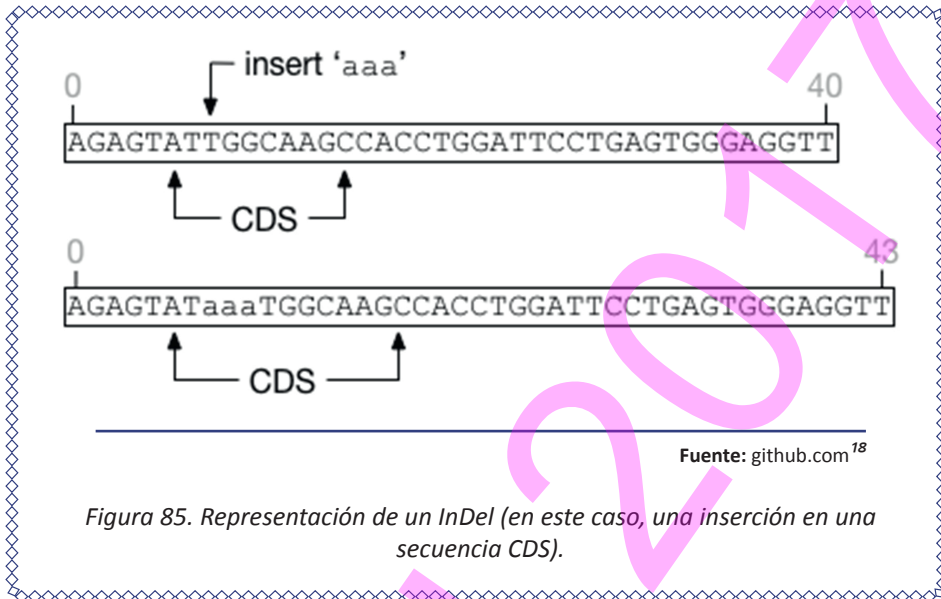 insert ‘aaa’
0 40
AGAGTATTGGCAAGCCACCTGGATTCCTGAGTGGGAGGTT
CDS
0 43
AGAGTATaaaTGGCAAGCCACCTGGATTCCTGAGTGGGAGGTT
CDS
Fuente: github.com¹⁸
Figura 85. Representación de un InDel (en este caso, una inserción en una
secuencia CDS).